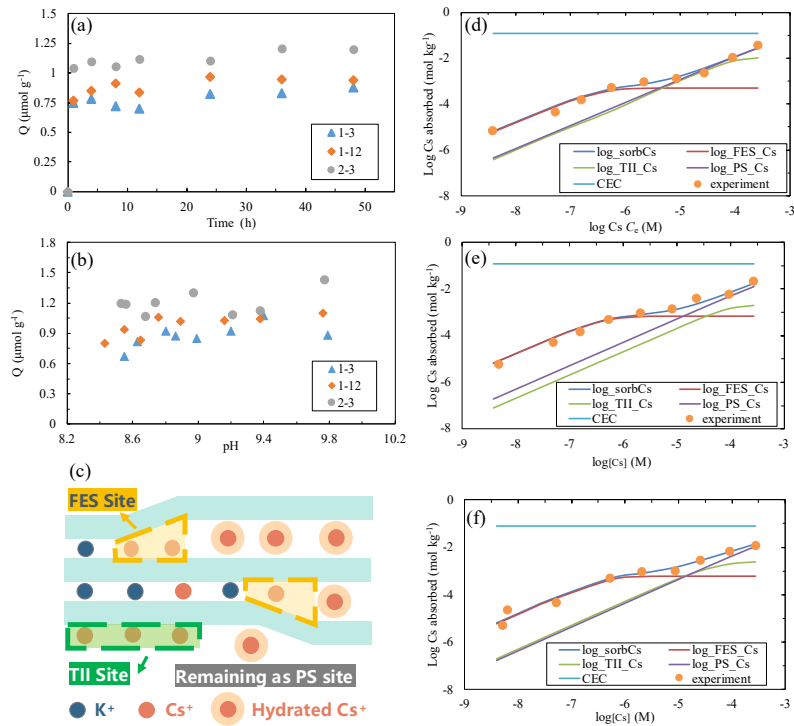 (a)
1.5
1.25
1
0.75
0.5
0.25
0
Q (μmol g⁻¹)
0 10 20 30 40 50 60
Time (h)
1-3
1-12
2-3
(b)
1.8
1.5
1.2
0.9
0.6
0.3
0
Q (μmol g⁻¹)
8.2 8.6 9 9.4 9.8 10.2
pH
1-3
1-12
2-3
(c)
FES Site
TII Site
Remaining as PS site
K⁺ Cs⁺ Hydrated Cs⁺
(d)
0
-2
-4
-6
-8
Log Cs absorbed (mol kg⁻¹)
log_sorbCs log_FES_Cs
log_TII_Cs log_PS_Cs
CEC experiment
-9 -8 -7 -6 -5 -4 -3
log Cs Cₑ (M)
(e)
0
-2
-4
-6
-8
Log Cs absorbed (mol kg⁻¹)
log_sorbCs log_FES_Cs
log_TII_Cs log_PS_Cs
CEC experiment
-9 -8 -7 -6 -5 -4 -3
log[Cs] (M)
(f)
0
-2
-4
-6
-8
Log Cs absorbed (mol kg⁻¹)
log_sorbCs log_FES_Cs
log_TII_Cs log_PS_Cs
CEC experiment
-9 -8 -7 -6 -5 -4 -3
log[Cs] (M)